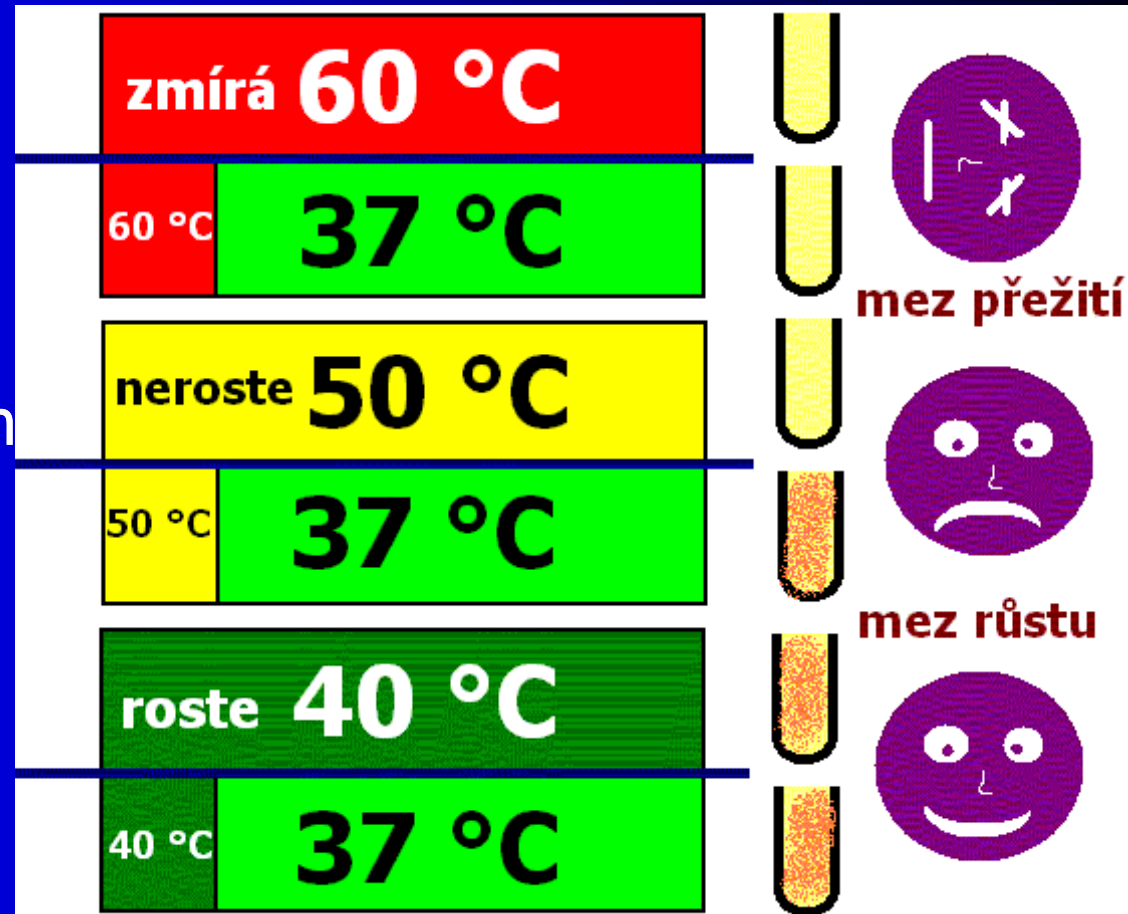 zmírá 60 °C
60 °C 37 °C
mez přežití
neroste 50 °C
50 °C 37 °C
mez růstu
roste 40 °C
40 °C 37 °C